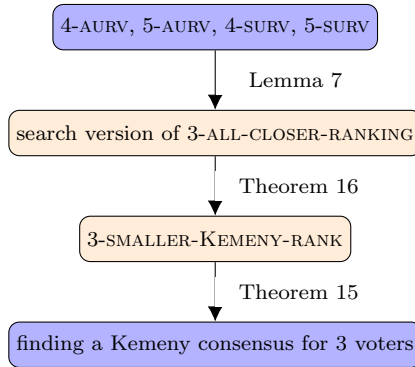 4-AURV, 5-AURV, 4-SURV, 5-SURV
Lemma 7
search version of 3-ALL-CLOSER-RANKING
Theorem 16
3-SMALLER-KEMENY-RANK
Theorem 15
finding a Kemeny consensus for 3 voters